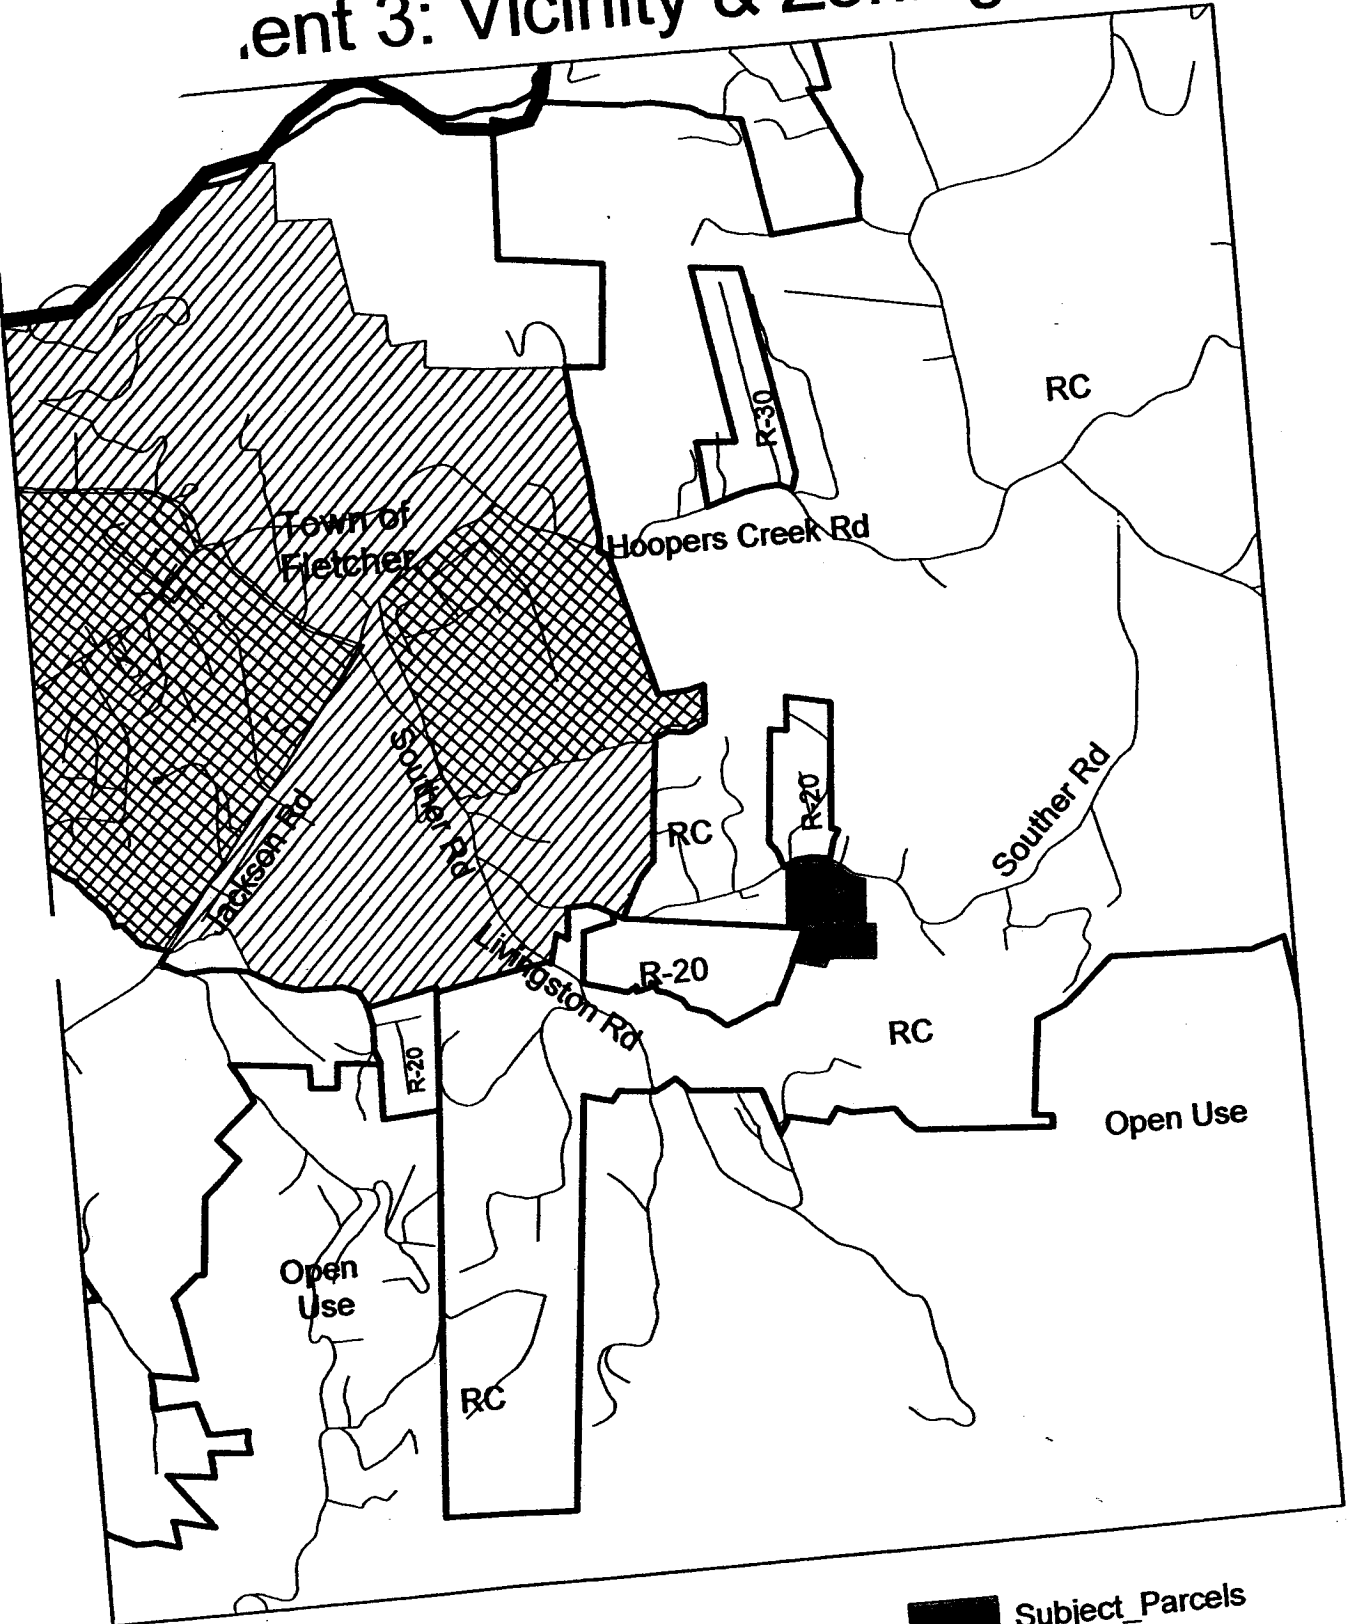 ent 3: Vicinity &
RC
R-30
Town of
Fletcher
Hoopers Creek Rd
Souther Rd
R-20
Souther Rd
RC
Jackson Rd
Livingston Rd
R-20
RC
R-20
Open Use
Open
Use
RC
Subject_Parcels